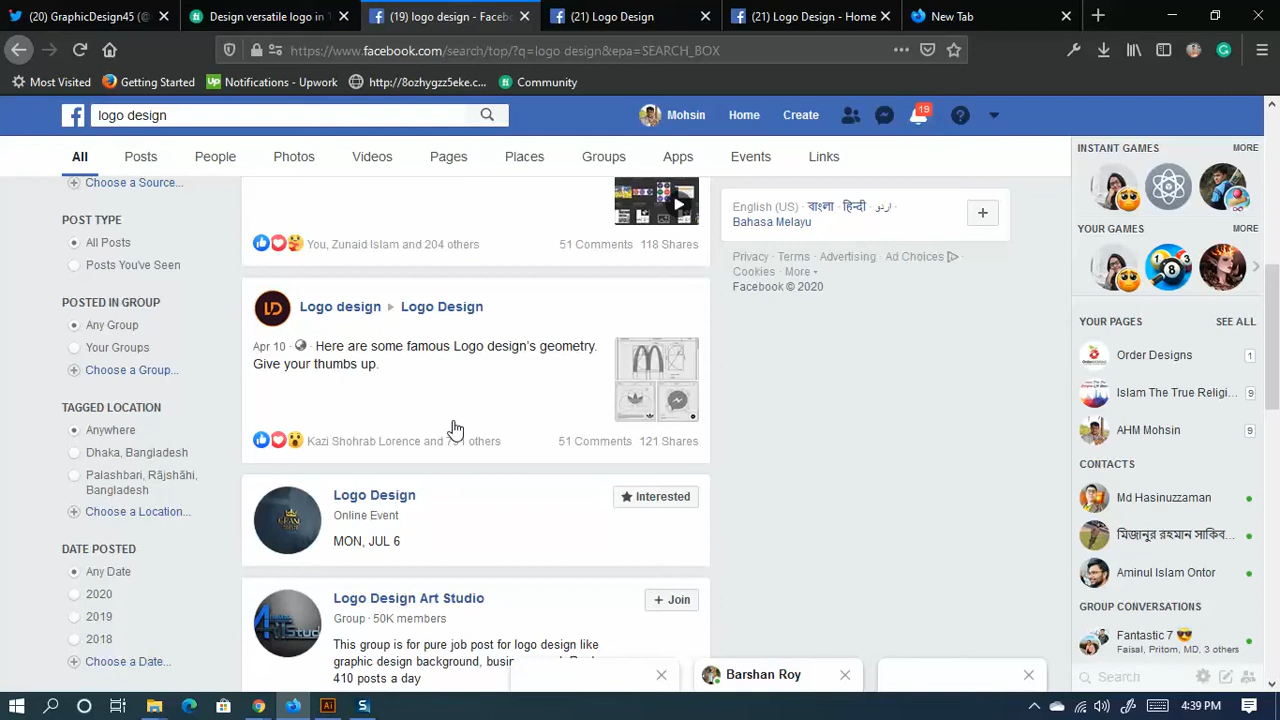 (20) GraphicDesign45 (@
Design versatile logo in
(19) logo design - Faceb
(21) Logo Design
(21) Logo Design - Home
New Tab
https://www.facebook.com/search/top/?q=logo design&epa=SEARCH_BOX
Most Visited
Getting Started
Notifications - Upwork
http://8ozhygzz5eke.c...
Community
logo design
Mohsin
Home
Create
19
All
Posts
People
Photos
Videos
Pages
Places
Groups
Apps
Events
Links
Choose a Source...
POST TYPE
All Posts
Posts You've Seen
POSTED IN GROUP
Any Group
Your Groups
Choose a Group...
TAGGED LOCATION
Anywhere
Dhaka, Bangladesh
Palashbari, Rājshāhi,
Bangladesh
Choose a Location...
DATE POSTED
Any Date
2020
2019
2018
Choose a Date...
You, Zunaid Islam and 204 others
51 Comments 118 Shares
LD
Logo design ▸ Logo Design
Apr 10 · Here are some famous Logo design's geometry.
Give your thumbs up.
Kazi Shohrab Lorence and others
51 Comments 121 Shares
Logo Design
Online Event
MON, JUL 6
Interested
Logo Design Art Studio
Group · 50K members
This group is for pure job post for logo design like
graphic design background,
410 posts a day
+ Join
English (US) · বাংলা · हिन्दी · اردو ·
Bahasa Melayu
Privacy · Terms · Advertising · Ad Choices ·
Cookies · More
Facebook © 2020
INSTANT GAMES
MORE
YOUR GAMES
MORE
8
YOUR PAGES
SEE ALL
Order Designs
1
Islam The True Religi...
9
AHM Mohsin
9
CONTACTS
Md Hasinuzzaman
মিজানুর রহমান সাকিব...
Aminul Islam Ontor
GROUP CONVERSATIONS
Fantastic 7 😎
Faisal, Pritom, MD, 3 others
Search
Barshan Roy
Ai
S
4:39 PM